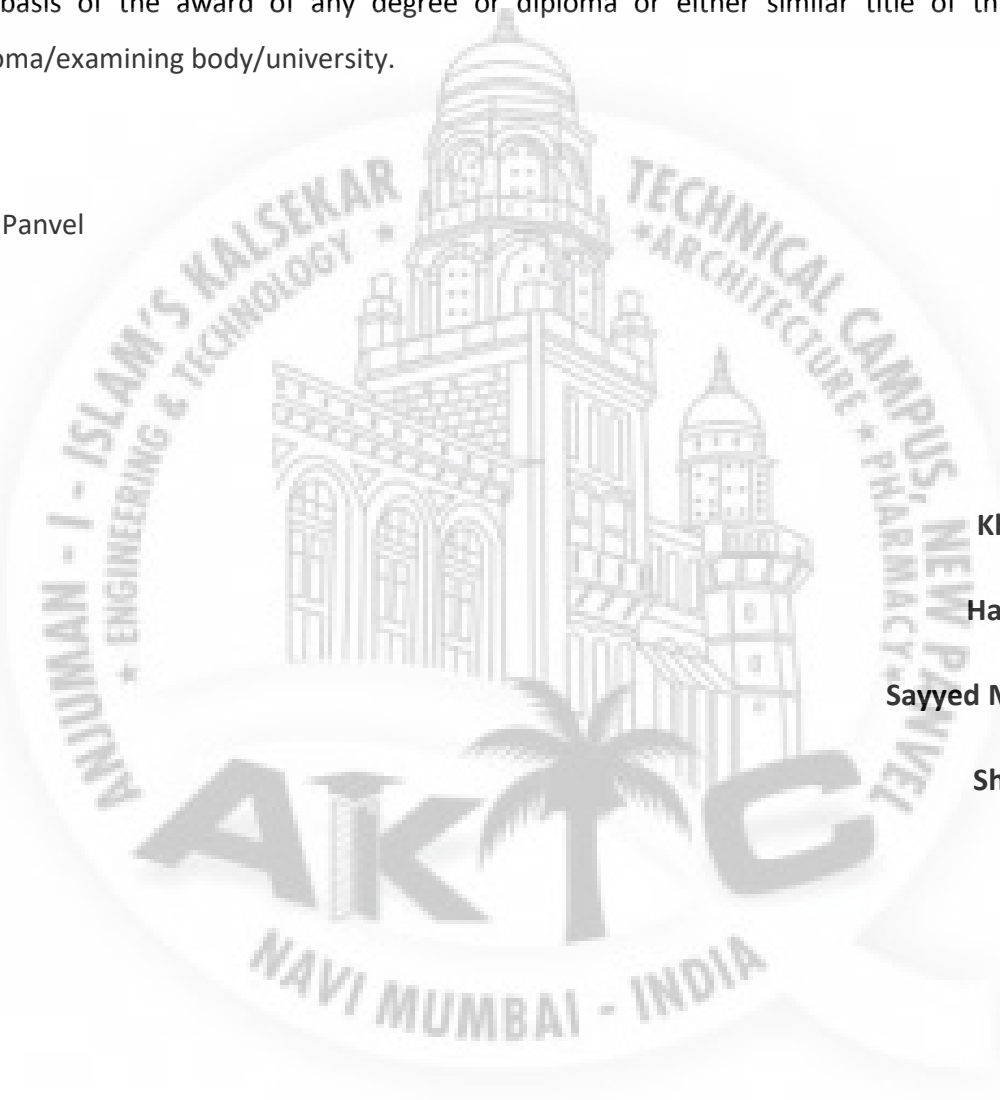 basis of the award of any degree or diploma or either similar title of th
oma/examining body/university.
Panvel
ANJUMAN - I - ISLAM'S KALSEKAR TECHNICAL CAMPUS, NEW PANVEL
★ ENGINEERING & TECHNOLOGY ★ ★ARCHITECTURE ★ PHARMACY★
Kh
Ha
Sayyed M
Sh
AKTC
NAVI MUMBAI - INDIA